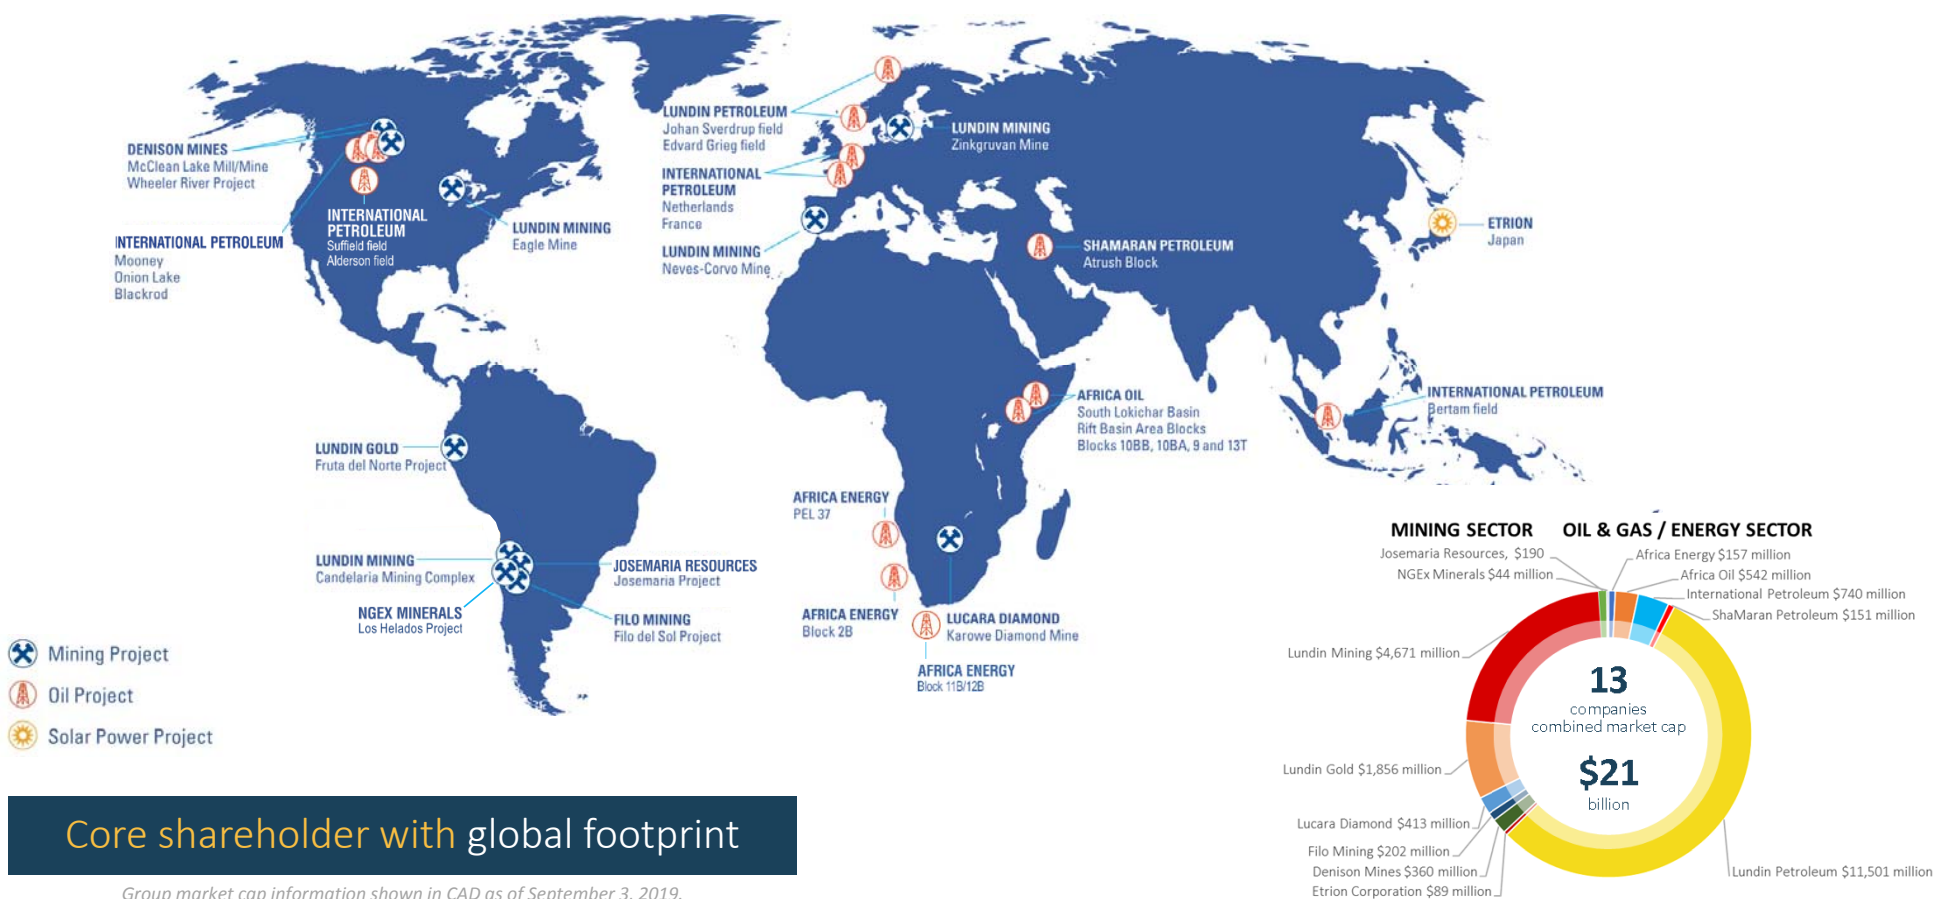 DENISON MINES
McClean Lake Mill/Mine
Wheeler River Project
INTERNATIONAL PETROLEUM
Mooney
Onion Lake
Blackrod
INTERNATIONAL
PETROLEUM
Suffield field
Alderson field
LUNDIN MINING
Eagle Mine
LUNDIN PETROLEUM
Johan Sverdrup field
Edvard Grieg field
INTERNATIONAL
PETROLEUM
Netherlands
France
LUNDIN MINING
Neves-Corvo Mine
LUNDIN MINING
Zinkgruvan Mine
SHAMARAN PETROLEUM
Atrush Block
ETRION
Japan
INTERNATIONAL PETROLEUM
Bertam field
AFRICA OIL
South Lokichar Basin
Rift Basin Area Blocks
Blocks 10BB, 10BA, 9 and 13T
LUNDIN GOLD
Fruta del Norte Project
LUNDIN MINING
Candelaria Mining Complex
NGEX MINERALS
Los Helados Project
JOSEMARIA RESOURCES
Josemaria Project
FILO MINING
Filo del Sol Project
AFRICA ENERGY
PEL 37
AFRICA ENERGY
Block 2B
LUCARA DIAMOND
Karowe Diamond Mine
AFRICA ENERGY
Block 11B/12B
Mining Project
Oil Project
Solar Power Project
MINING SECTOR
OIL & GAS / ENERGY SECTOR
Josemaria Resources, $190
NGEx Minerals $44 million
Lundin Mining $4,671 million
Lundin Gold $1,856 million
Lucara Diamond $413 million
Filo Mining $202 million
Denison Mines $360 million
Etrion Corporation $89 million
Africa Energy $157 million
Africa Oil $542 million
International Petroleum $740 million
ShaMaran Petroleum $151 million
Lundin Petroleum $11,501 million
13
companies
combined market cap
$21
billion
Core shareholder with global footprint
Group market cap information shown in CAD as of September 3, 2019.